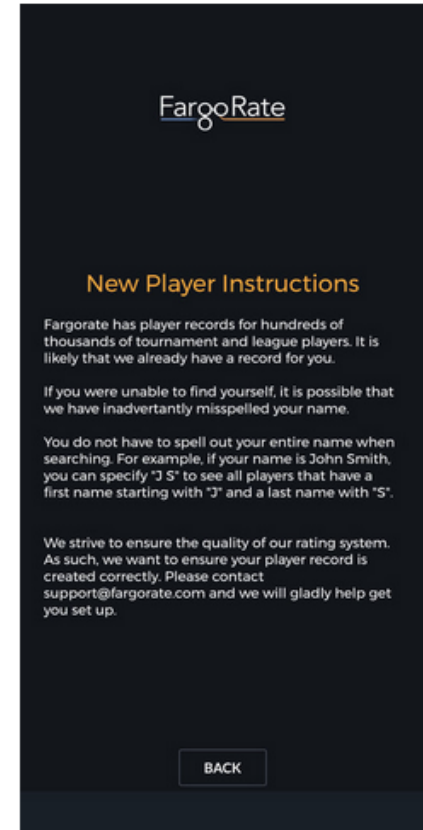 FargoRate
New Player Instructions
Fargorate has player records for hundreds of
thousands of tournament and league players. It is
likely that we already have a record for you.
If you were unable to find yourself, it is possible that
we have inadvertantly misspelled your name.
You do not have to spell out your entire name when
searching. For example, if your name is John Smith,
you can specify "J S" to see all players that have a
first name starting with "J" and a last name with "S".
We strive to ensure the quality of our rating system.
As such, we want to ensure your player record is
created correctly. Please contact
support@fargorate.com and we will gladly help get
you set up.
BACK